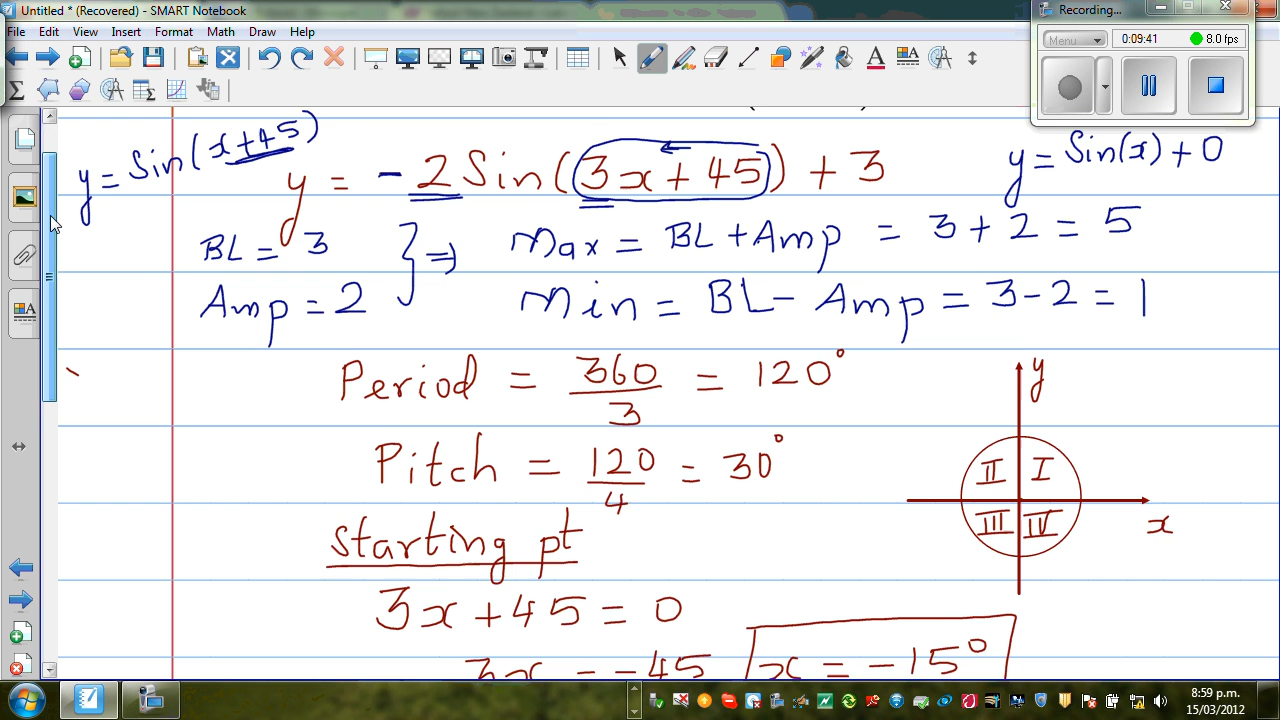 Untitled * (Recovered) - SMART Notebook
File Edit View Insert Format Math Draw Help
Recording...
Menu 0:09:41 8.0 fps
y = Sin(x+45)
y = -2Sin(3x+45)+3
y = Sin(x)+0
BL = 3
Amp = 2
} ⇒ Max = BL+Amp = 3+2 = 5
Min = BL- Amp = 3-2 = 1
Period = 360/3 = 120°
Pitch = 120/4 = 30°
y
II I
III IV
x
Starting pt
3x+45 = 0
3x = -45
x = -15°
8:59 p.m.
15/03/2012